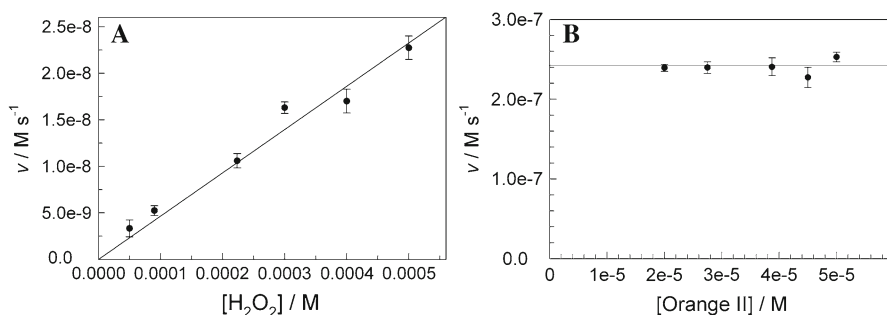 A
2.5e-8
2.0e-8
1.5e-8
1.0e-8
5.0e-9
0.0
v / M s⁻¹
0.0000 0.0001 0.0002 0.0003 0.0004 0.0005
[H₂O₂] / M
B
3.0e-7
2.0e-7
1.0e-7
0.0
v / M s⁻¹
0 1e-5 2e-5 3e-5 4e-5 5e-5
[Orange II] / M